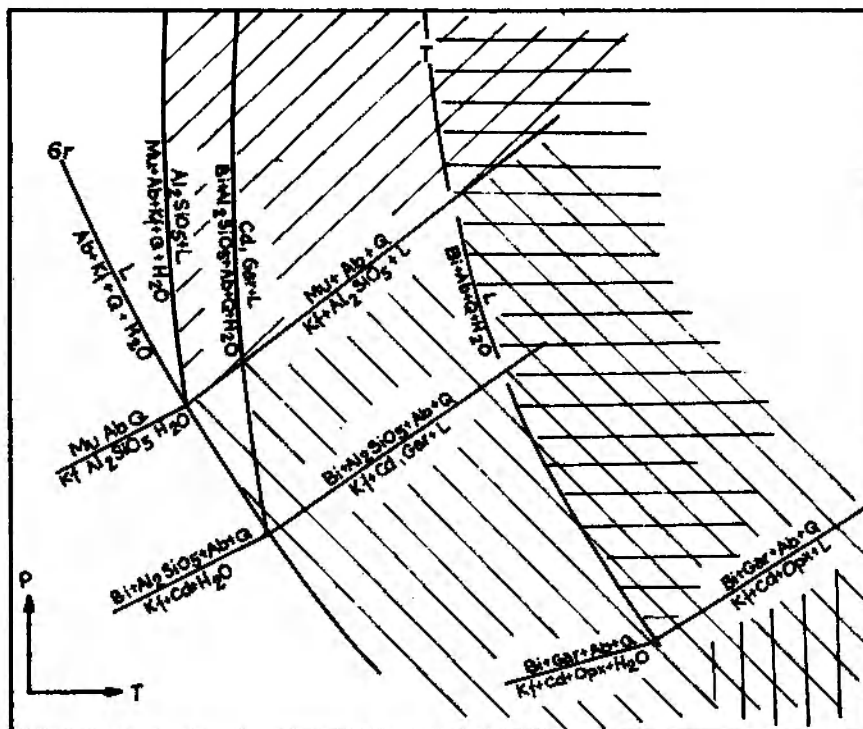 T
Gr
Ab+Kf+Q+H2O
L
Mu+Ab+Kf+Q+H2O
Al2SiO5+L
Bi+Al2SiO5+Ab+Q+H2O
Cd, Gar+L
Mu+Ab+Q
Kf+Al2SiO5+L
Bi+Ab+Q+H2O
L
Mu Ab Q
Kf Al2SiO5 H2O
Bi+Al2SiO5+Ab+Q
Kf+Cd, Gar+L
Bi+Al2SiO5+Ab+Q
Kf+Cd+H2O
Bi+Gar+Ab+Q
Kf+Cd+Opx+L
Bi+Gar+Ab+Q
Kf+Cd+Opx+H2O
P
T